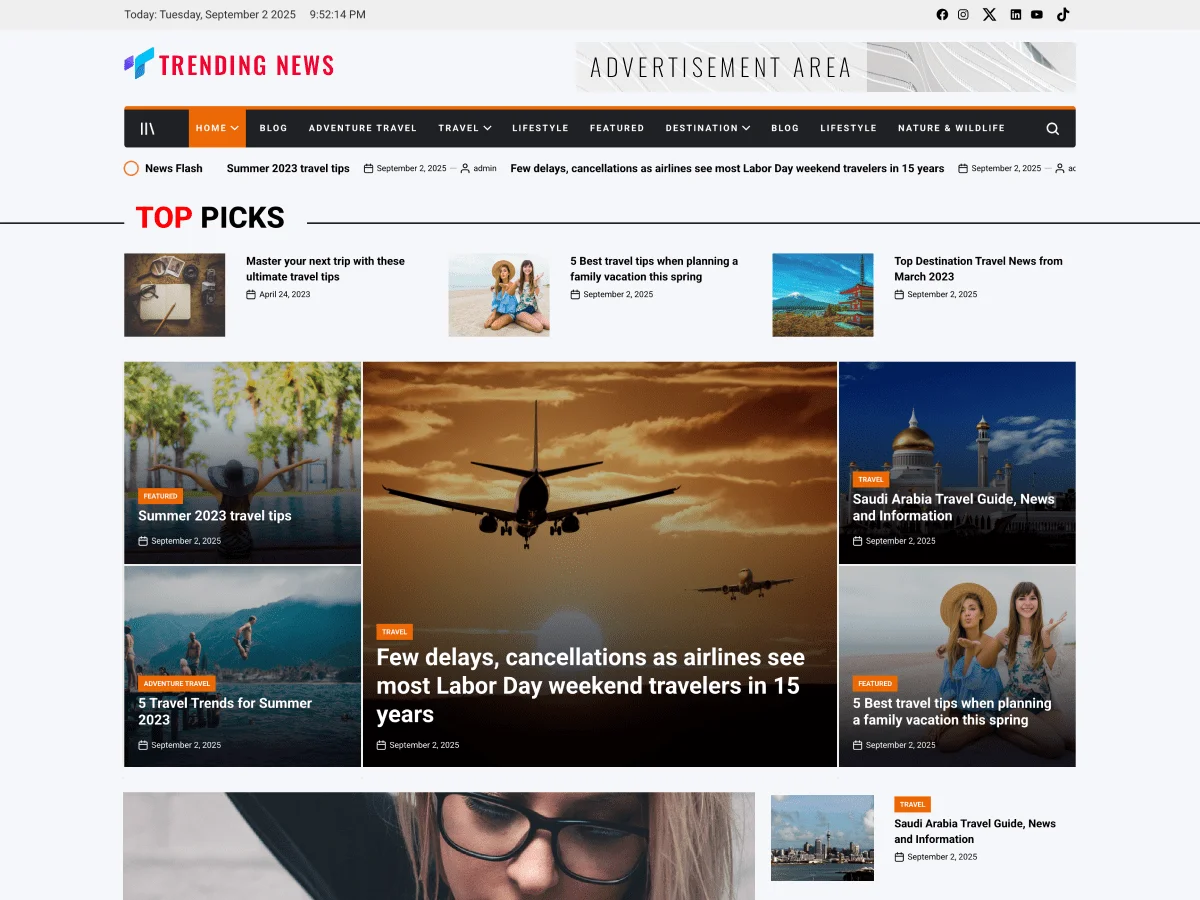 Today: Tuesday, September 2 2025 9:52:14 PM
TRENDING NEWS
ADVERTISEMENT AREA
HOME BLOG ADVENTURE TRAVEL TRAVEL LIFESTYLE FEATURED DESTINATION BLOG LIFESTYLE NATURE & WILDLIFE
News Flash Summer 2023 travel tips September 2, 2025 — admin Few delays, cancellations as airlines see most Labor Day weekend travelers in 15 years September 2, 2025 —
TOP PICKS
Master your next trip with these
ultimate travel tips
April 24, 2023
5 Best travel tips when planning a
family vacation this spring
September 2, 2025
Top Destination Travel News from
March 2023
September 2, 2025
FEATURED
Summer 2023 travel tips
September 2, 2025
ADVENTURE TRAVEL
5 Travel Trends for Summer
2023
September 2, 2025
TRAVEL
Few delays, cancellations as airlines see
most Labor Day weekend travelers in 15
years
September 2, 2025
TRAVEL
Saudi Arabia Travel Guide, News
and Information
September 2, 2025
FEATURED
5 Best travel tips when planning
a family vacation this spring
September 2, 2025
TRAVEL
Saudi Arabia Travel Guide, News
and Information
September 2, 2025